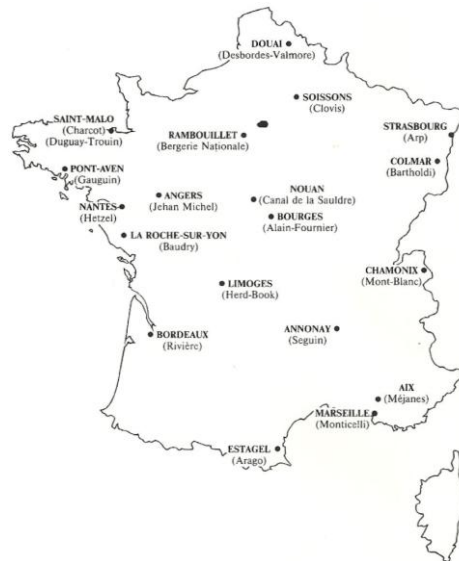 DOUAI
(Desbordes-Valmore)
SOISSONS
(Clovis)
SAINT-MALO
(Charcot)
(Duguay-Trouin)
RAMBOUILLET
(Bergerie Nationale)
STRASBOURG
(Arp)
COLMAR
(Bartholdi)
PONT-AVEN
(Gauguin)
ANGERS
(Jehan Michel)
NOUAN
(Canal de la Sauldre)
NANTES
(Hetzel)
BOURGES
(Alain-Fournier)
LA ROCHE-SUR-YON
(Baudry)
CHAMONIX
(Mont-Blanc)
LIMOGES
(Herd-Book)
BORDEAUX
(Rivière)
ANNONAY
(Seguin)
AIX
(Méjanes)
MARSEILLE
(Monticelli)
ESTAGEL
(Arago)